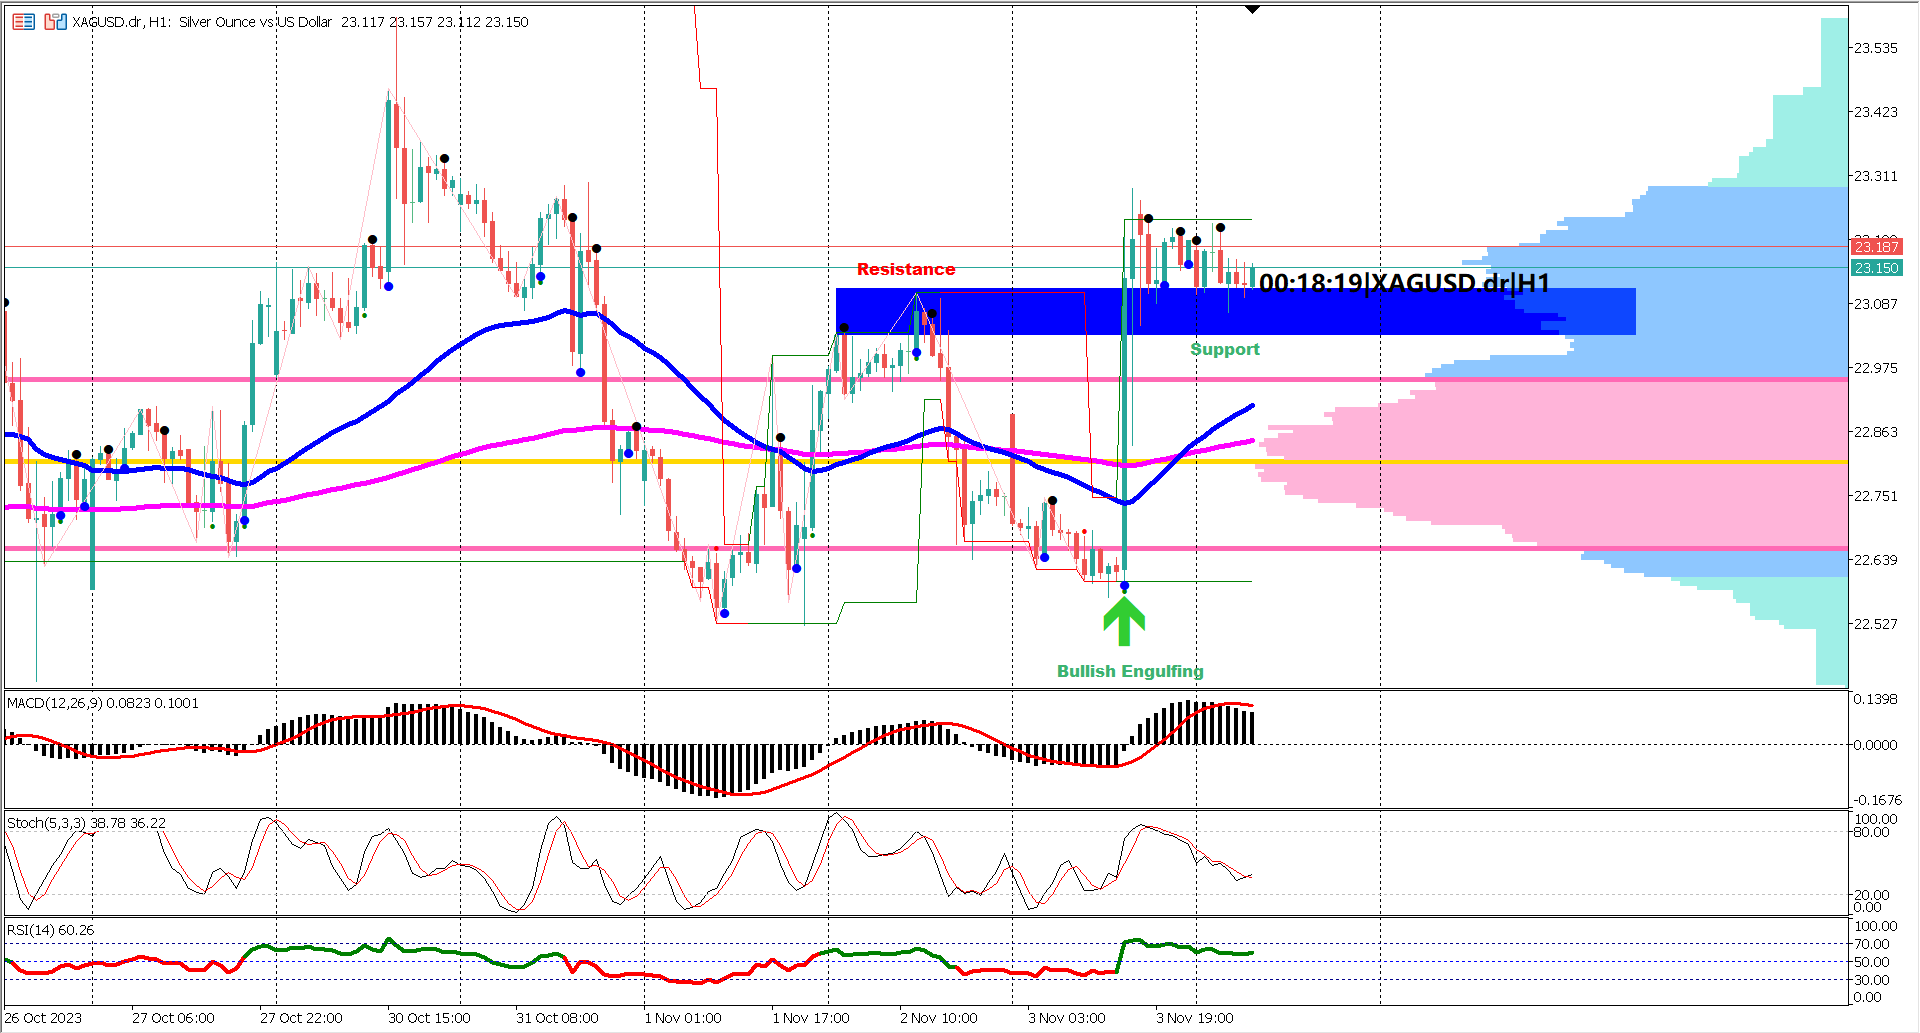 XAGUSD.dr, H1: Silver Ounce vs US Dollar 23.117 23.157 23.112 23.150
23.535
23.423
23.311
23.187
Resistance
23.150
00:18:19|XAGUSD.dr|H1
23.087
Support
22.975
22.863
22.751
22.639
22.527
Bullish Engulfing
MACD(12,26,9) 0.0823 0.1001
0.1398
0.0000
-0.1676
Stoch(5,3,3) 38.78 36.22
100.00
80.00
20.00
0.00
RSI(14) 60.26
100.00
70.00
50.00
30.00
0.00
26 Oct 2023 27 Oct 06:00 27 Oct 22:00 30 Oct 15:00 31 Oct 08:00 1 Nov 01:00 1 Nov 17:00 2 Nov 10:00 3 Nov 03:00 3 Nov 19:00